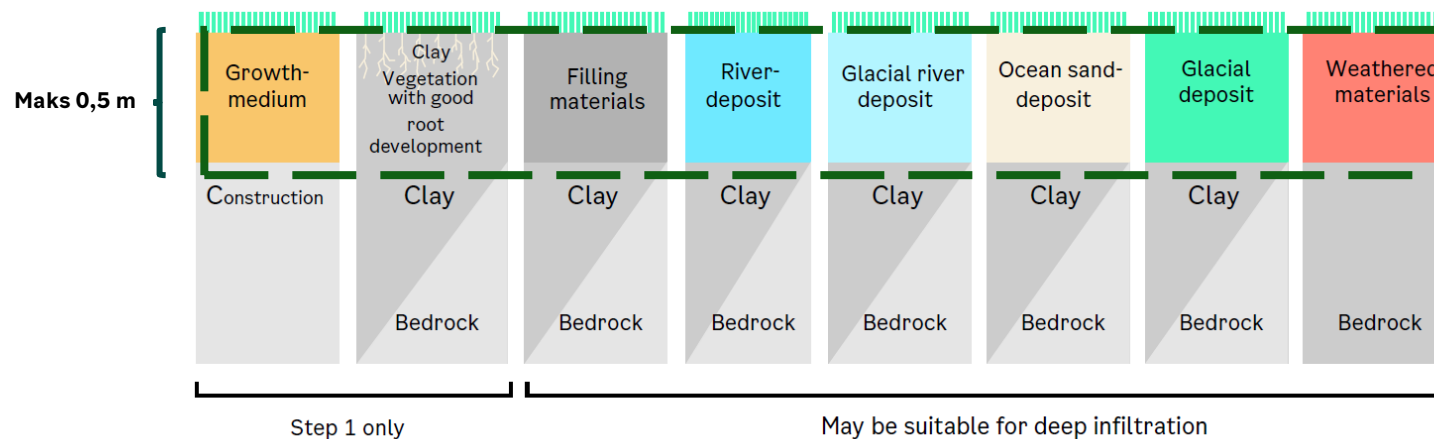 Maks 0,5 m
Growth-
medium
Clay
Vegetation
with good
root
development
Filling
materials
River-
deposit
Glacial river
deposit
Ocean sand-
deposit
Glacial
deposit
Weathered
materials
Construction
Clay
Clay
Clay
Clay
Clay
Clay
Bedrock
Bedrock
Bedrock
Bedrock
Bedrock
Bedrock
Bedrock
Step 1 only
May be suitable for deep infiltration